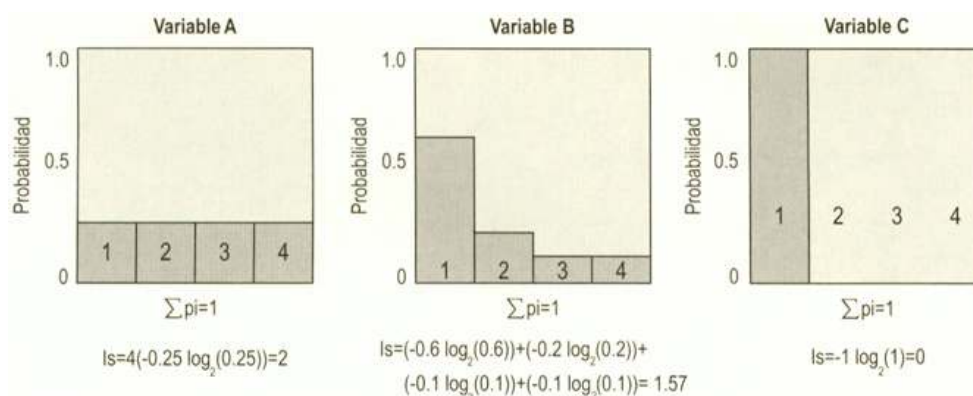 Variable A
Variable B
Variable C
Probabilidad
1.0
0.5
0
1 2 3 4
∑pi=1
Is=4(-0.25 log₂(0.25))=2
Probabilidad
1.0
0.5
0
1 2 3 4
∑pi=1
Is=(-0.6 log₂(0.6))+(-0.2 log₂(0.2))+
(-0.1 log₂(0.1))+(-0.1 log₂(0.1))= 1.57
Probabilidad
1.0
0.5
0
1 2 3 4
Is=-1 log₂(1)=0